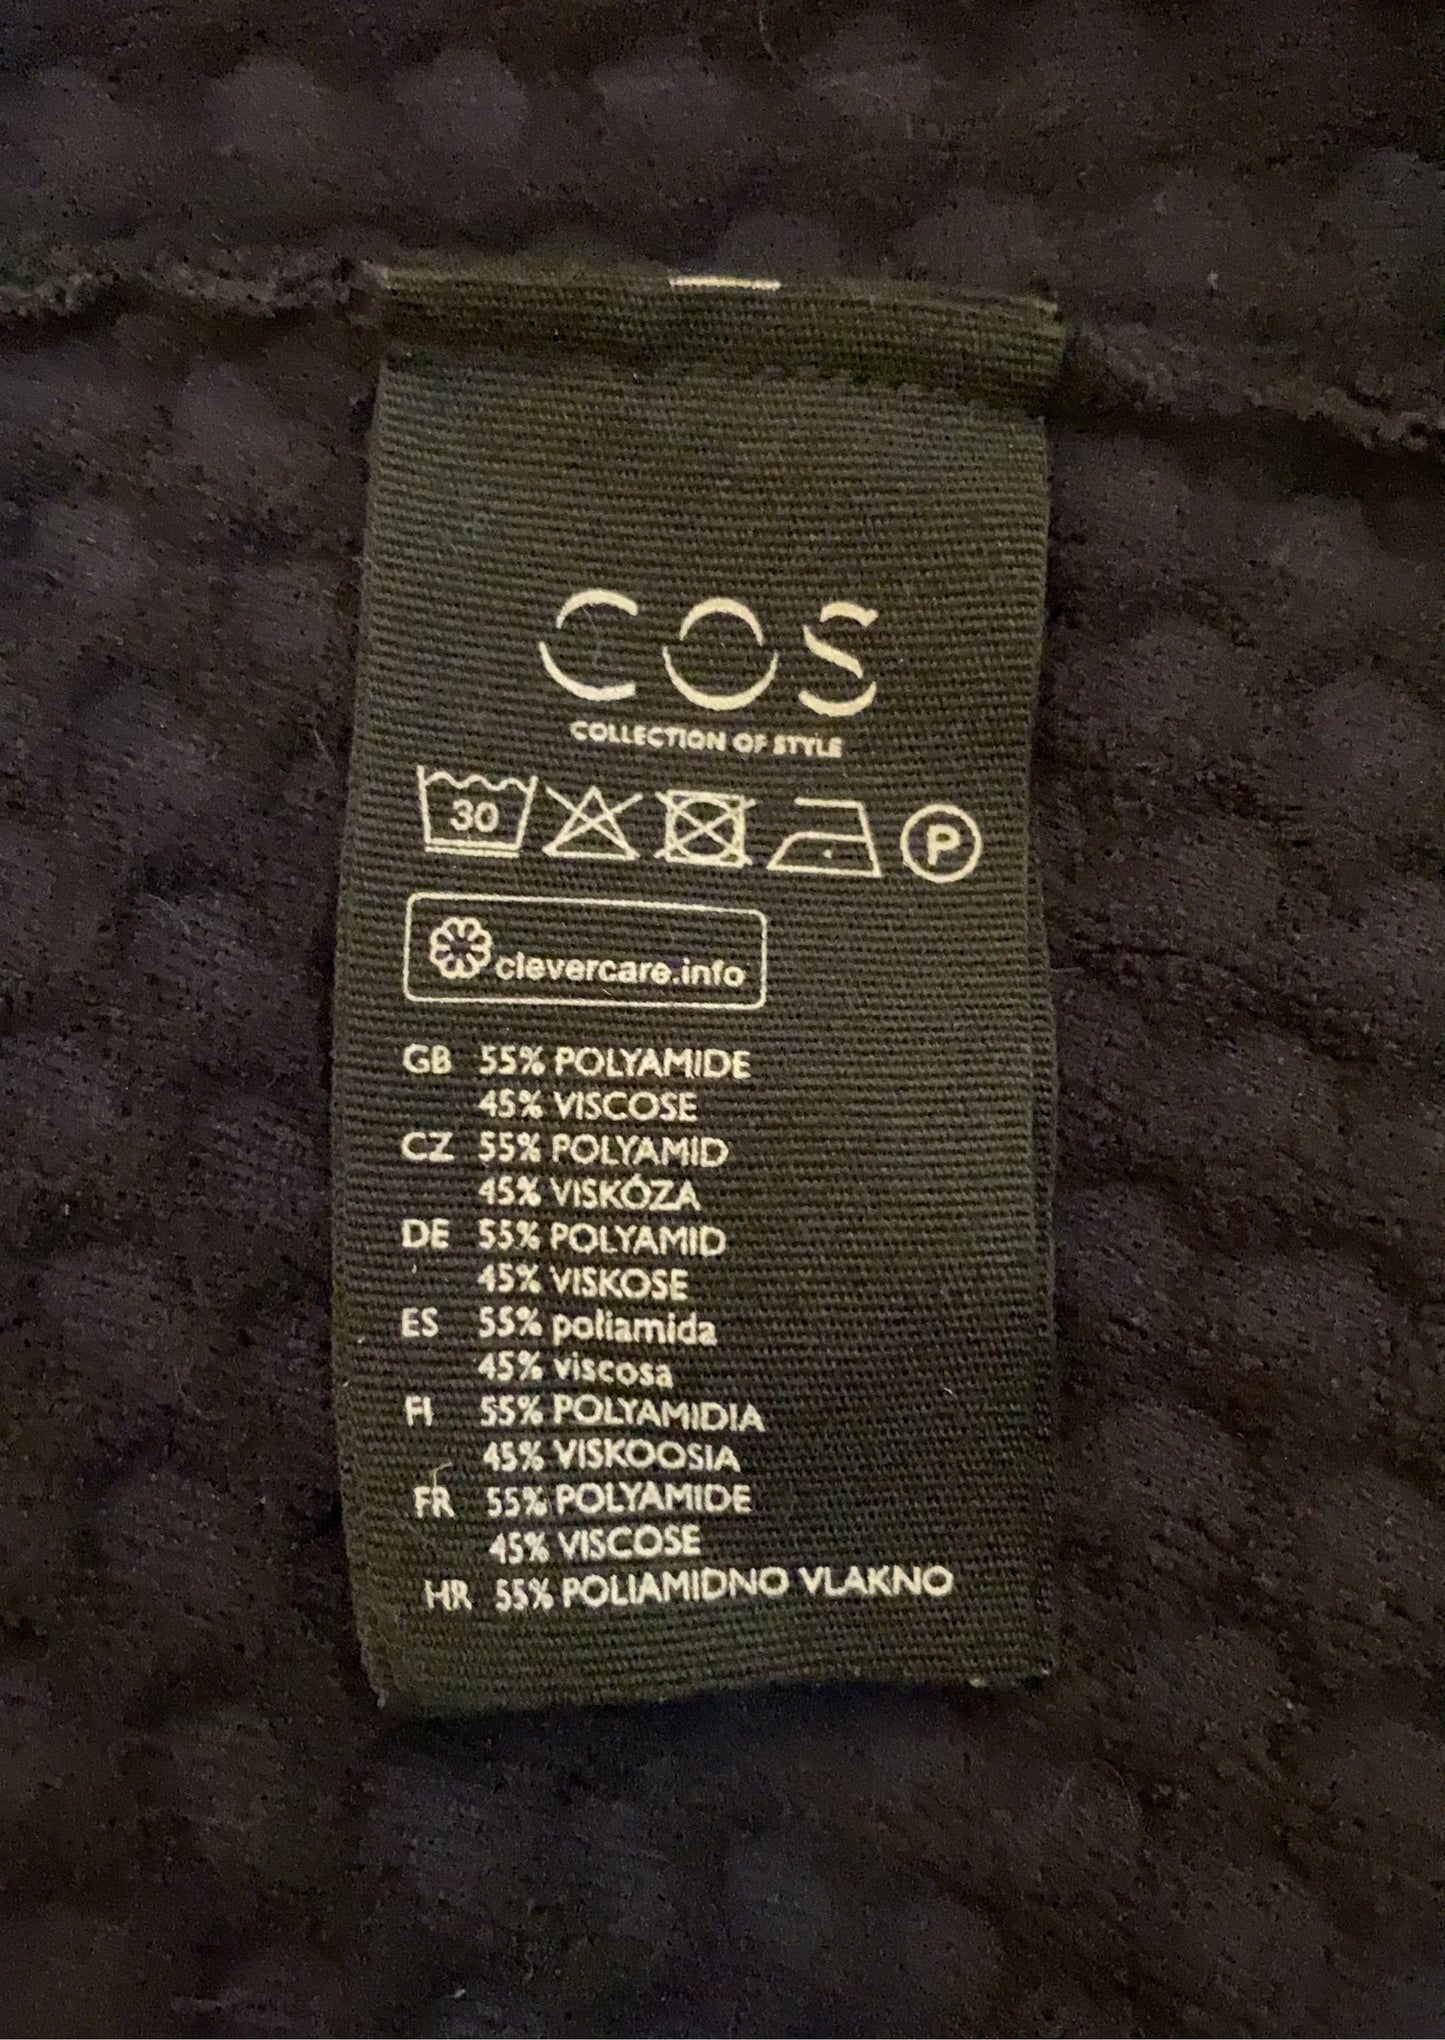 COS
COLLECTION OF STYLE
30 P
clevercare.info
GB 55% POLYAMIDE
45% VISCOSE
CZ 55% POLYAMID
45% VISKÓZA
DE 55% POLYAMID
45% VISKOSE
ES 55% poliamida
45% viscosa
FI 55% POLYAMIDIA
45% VISKOOSIA
FR 55% POLYAMIDE
45% VISCOSE
HR 55% POLIAMIDNO VLAKNO